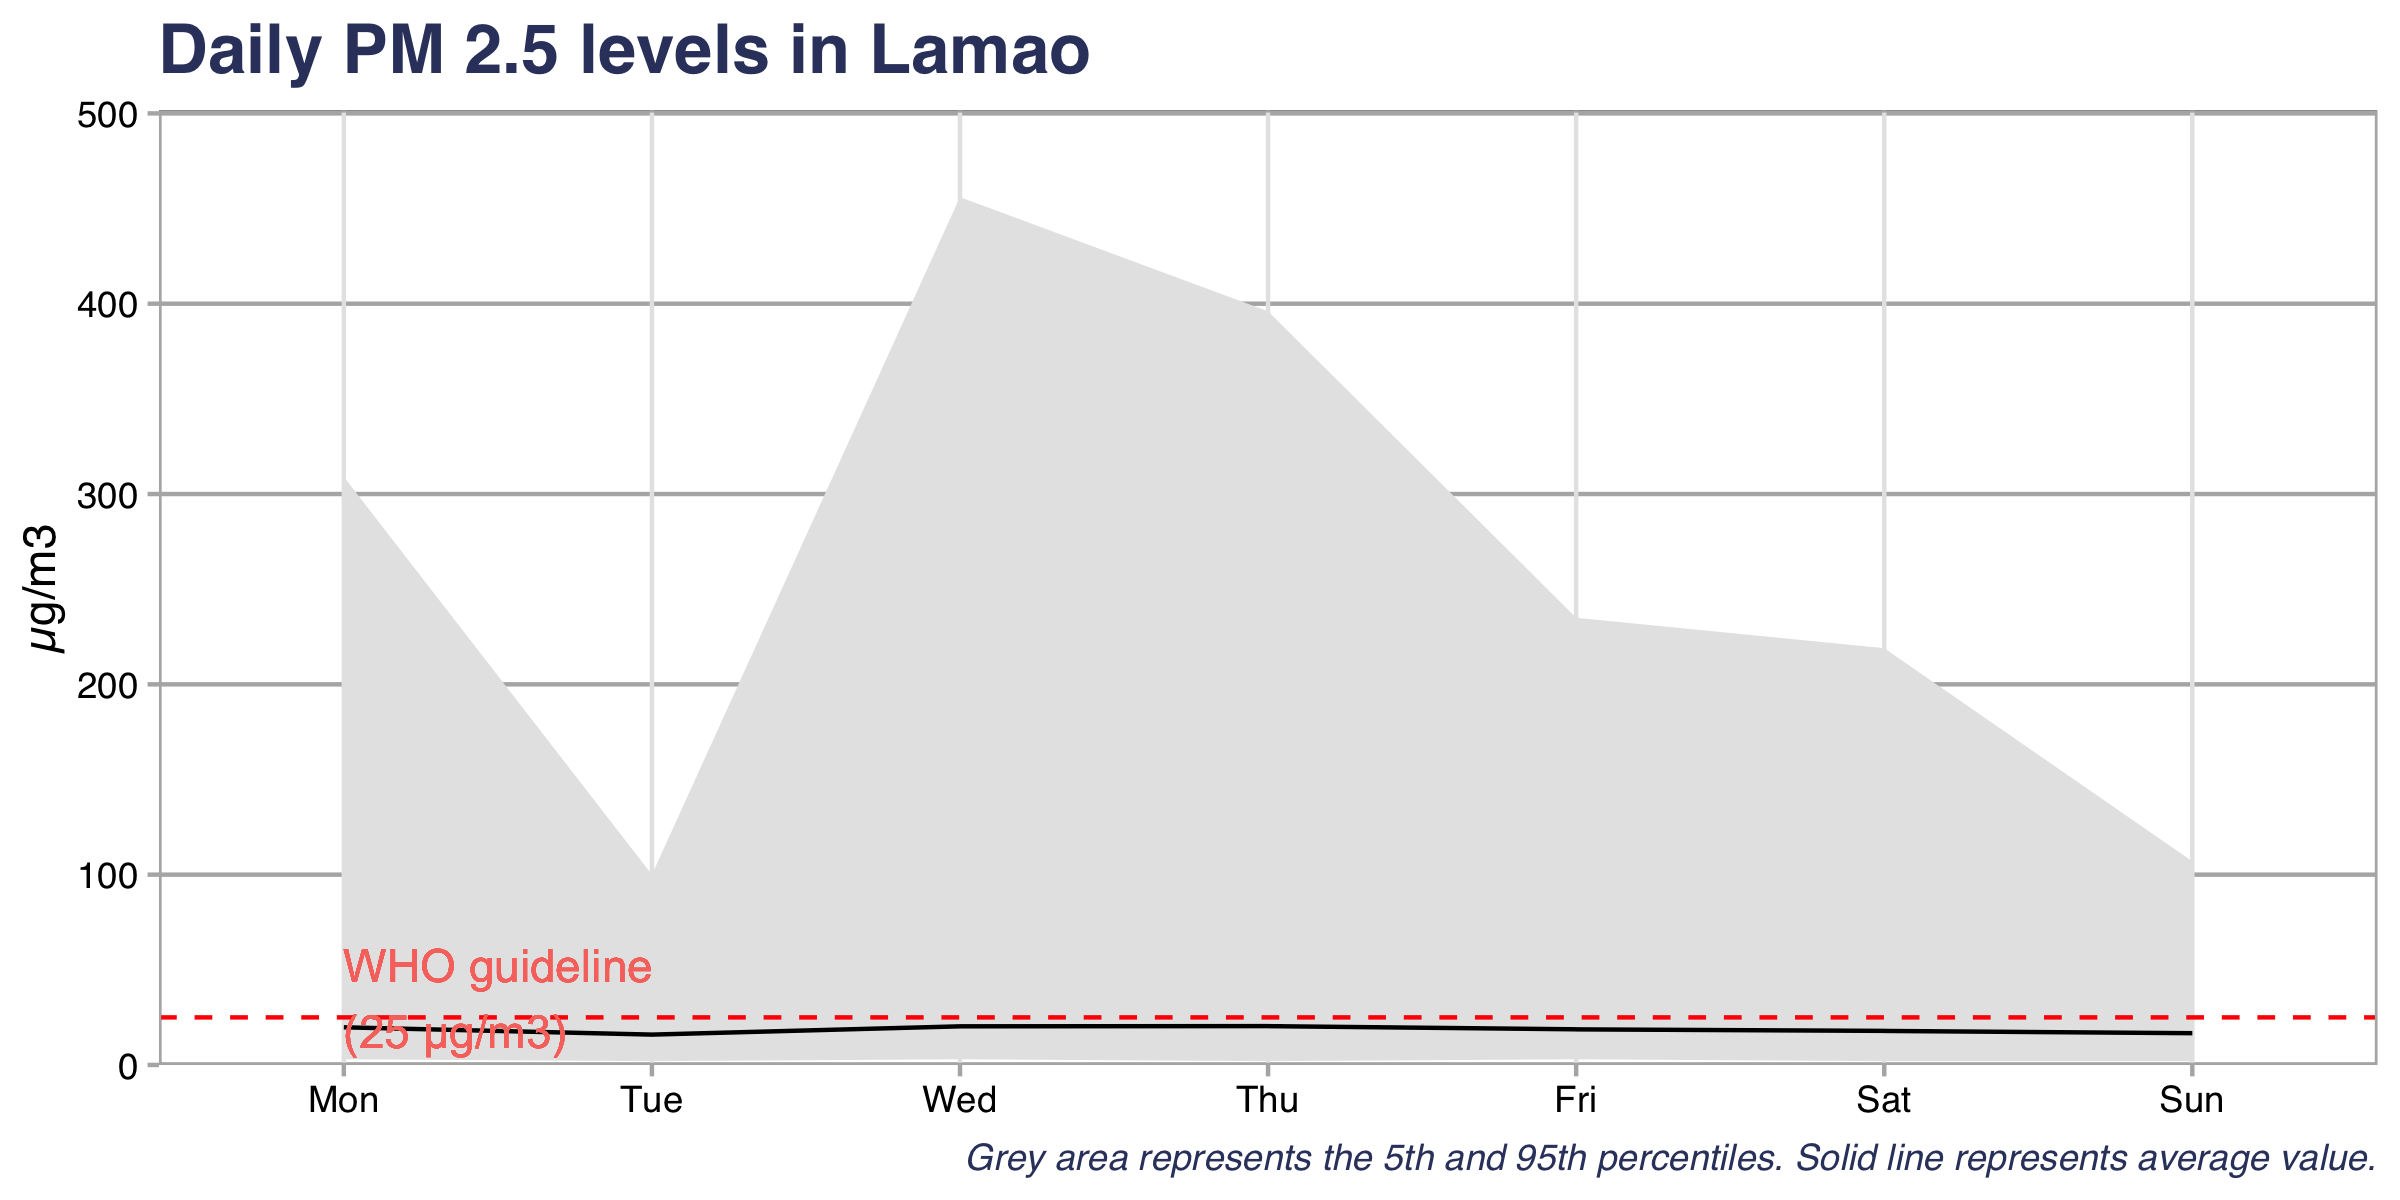 Daily PM 2.5 levels in Lamao
500
400
300
200
100
0
µg/m3
WHO guideline
(25 µg/m3)
Mon Tue Wed Thu Fri Sat Sun
Grey area represents the 5th and 95th percentiles. Solid line represents average value.